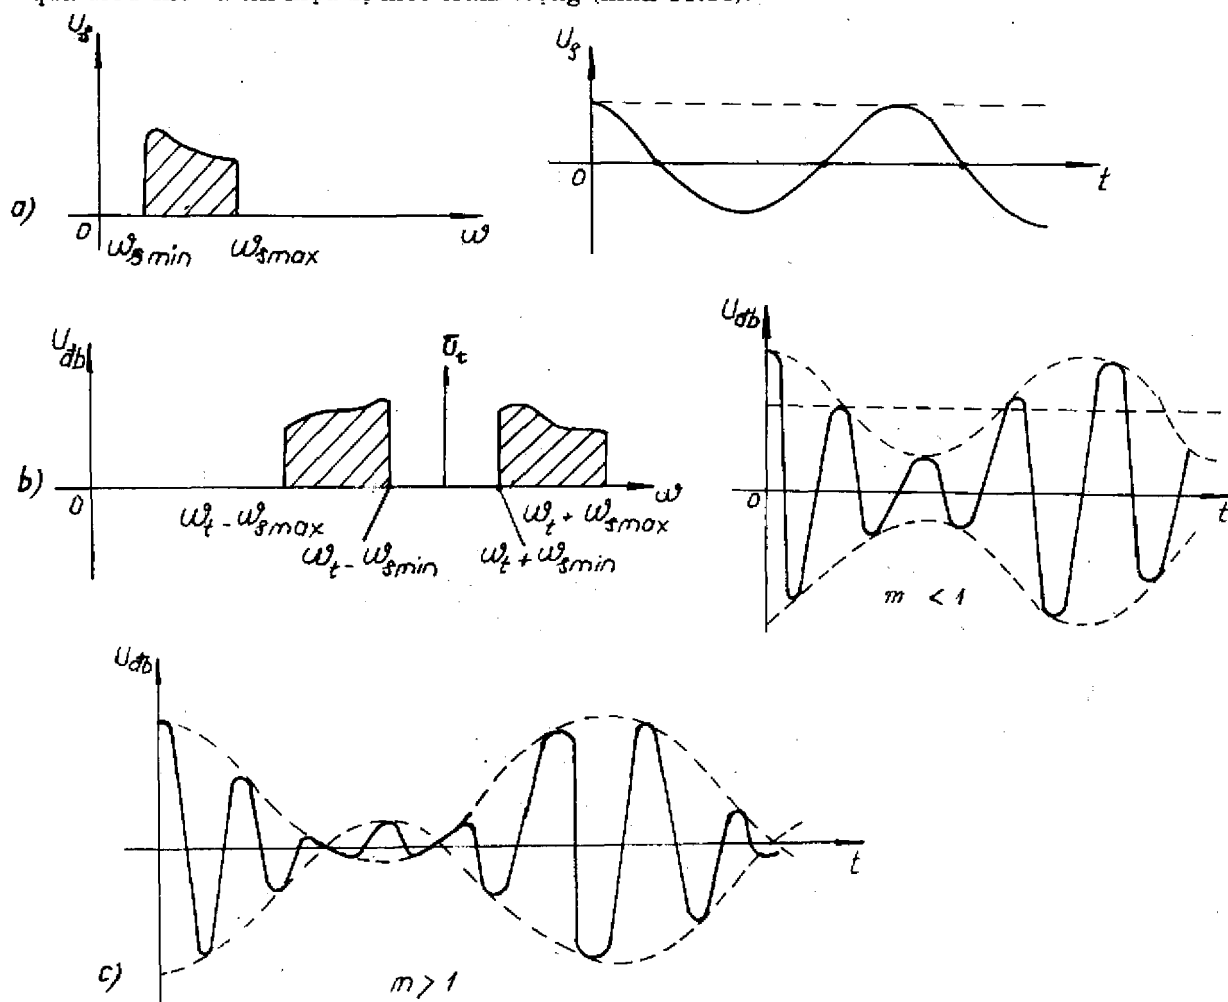 U_s
a)
0
ω_s min
ω_s max
ω
U_s
0
t
U_đb
Ū_t
b)
0
ω_t - ω_s max
ω_t - ω_s min
ω_t + ω_s min
ω_t + ω_s max
ω
U_đb
0
t
m < 1
U_đb
t
c)
m > 1